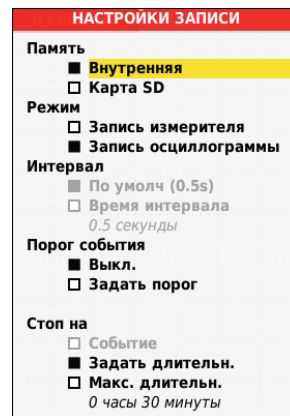 НАСТРОЙКИ ЗАПИСИ
Память
Внутренняя
Карта SD
Режим
Запись измерителя
Запись осциллограммы
Интервал
По умолч (0.5s)
Время интервала
0.5 секунды
Порог события
Выкл.
Задать порог
Стоп на
Событие
Задать длительн.
Макс. длительн.
0 часы 30 минуты